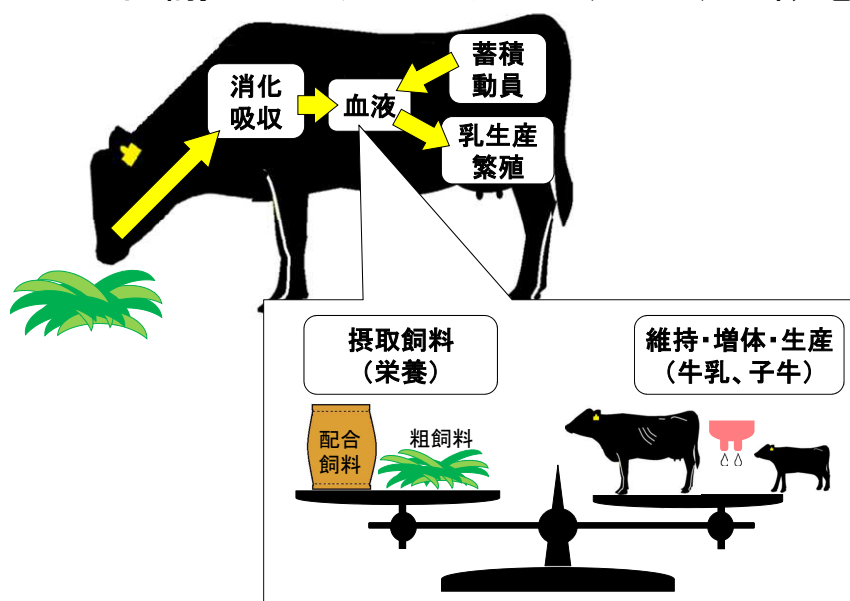 消化
吸収
血液
蓄積
動員
乳生産
繁殖
摂取飼料
（栄養）
維持・増体・生産
（牛乳、子牛）
配合
飼料
粗飼料